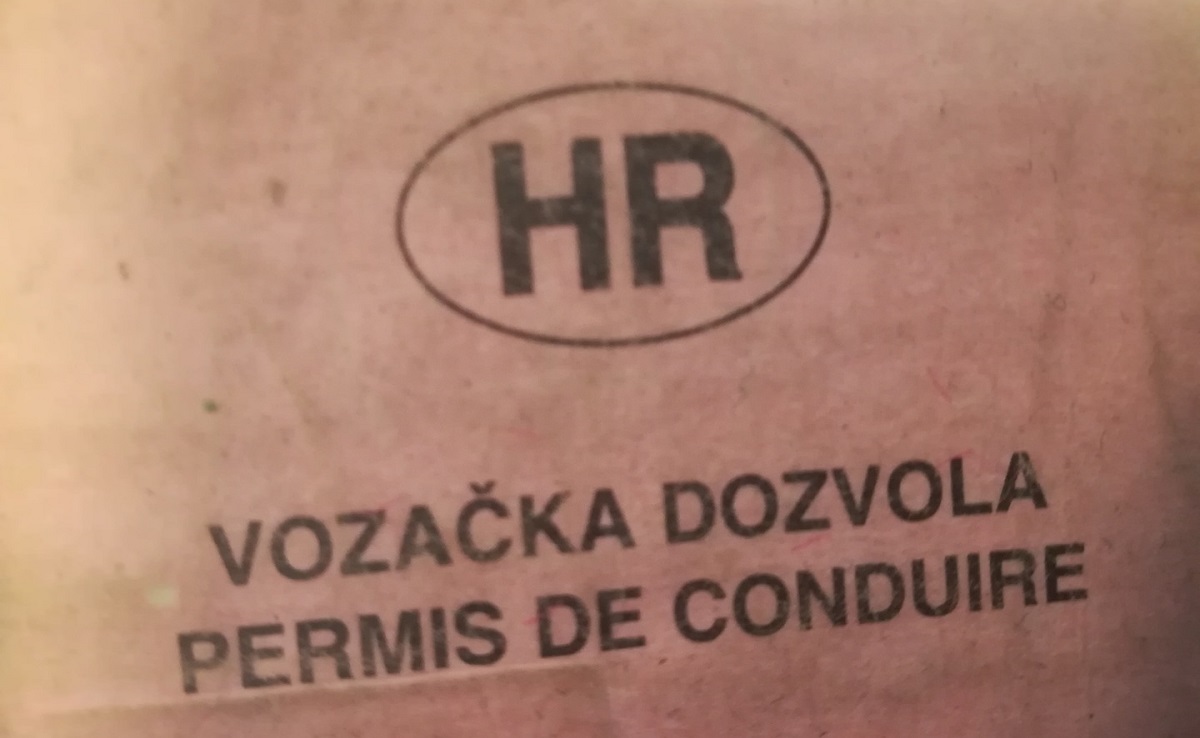 HR
VOZAČKA DOZVOLA
PERMIS DE CONDUIRE